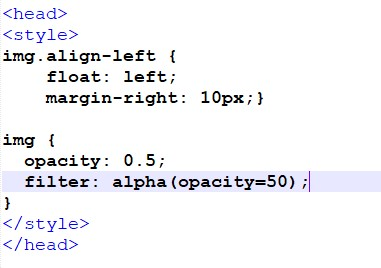 <head>
<style>
img.align-left {
    float: left;
    margin-right: 10px;}

img {
  opacity: 0.5;
  filter: alpha(opacity=50);
}
</style>
</head>